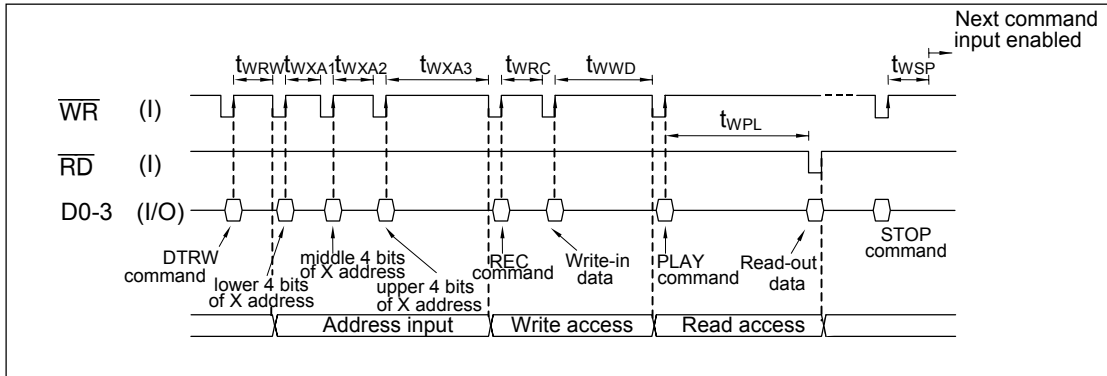 Next command
input enabled
tWRW tWXA1 tWXA2 tWXA3 tWRC tWWD tWSP
WR (I)
tWPL
RD (I)
D0-3 (I/O)
DTRW
command
lower 4 bits
of X address
middle 4 bits
of X address
upper 4 bits
of X address
REC
command
Write-in
data
PLAY
command
Read-out
data
STOP
command
Address input Write access Read access